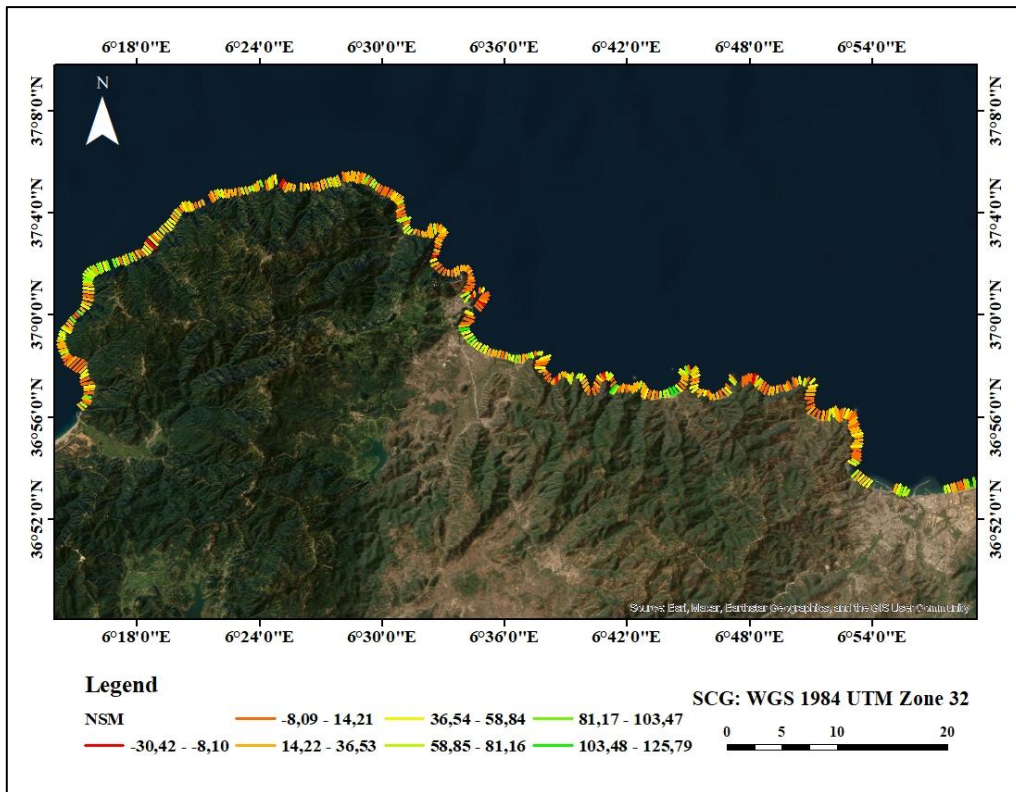 6°18'0"E 6°24'0"E 6°30'0"E 6°36'0"E 6°42'0"E 6°48'0"E 6°54'0"E
N
37°8'0"N 37°8'0"N
37°4'0"N 37°4'0"N
37°0'0"N 37°0'0"N
36°56'0"N 36°56'0"N
36°52'0"N 36°52'0"N
Source: Esri, Maxar, Earthstar Geographics, and the GIS User Community
6°18'0"E 6°24'0"E 6°30'0"E 6°36'0"E 6°42'0"E 6°48'0"E 6°54'0"E
Legend
SCG: WGS 1984 UTM Zone 32
NSM -8,09 - 14,21 36,54 - 58,84 81,17 - 103,47
-30,42 - -8,10 14,22 - 36,53 58,85 - 81,16 103,48 - 125,79
0 5 10 20